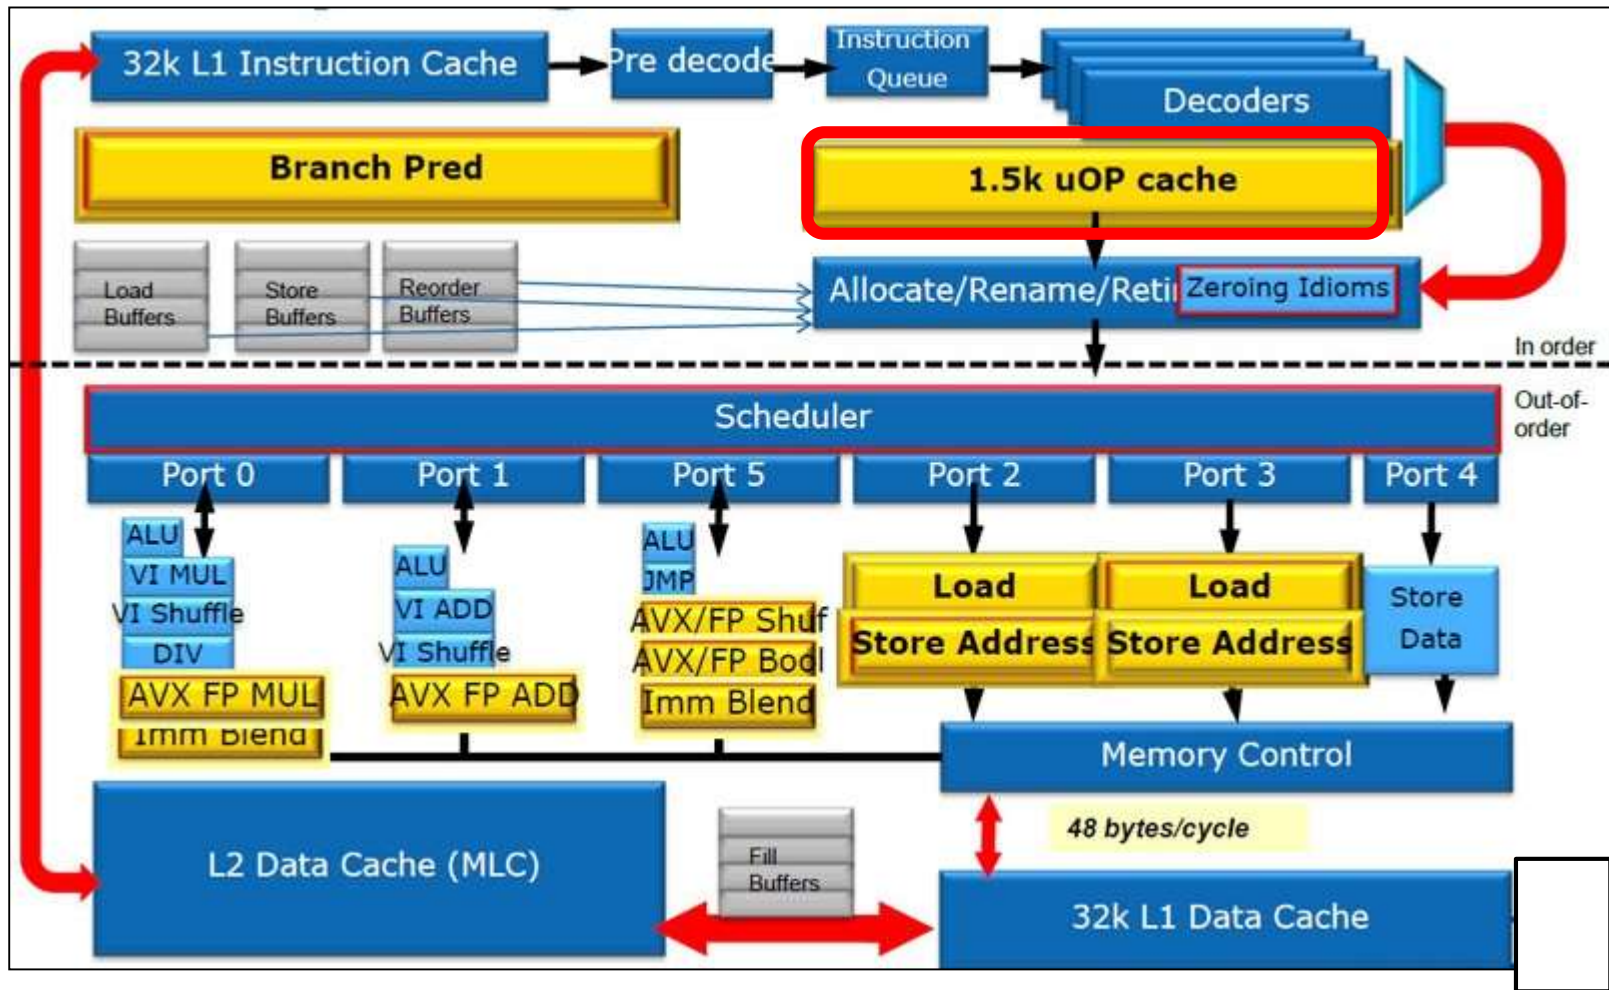 32k L1 Instruction Cache
Pre decode
Instruction
Queue
Decoders
Branch Pred
1.5k uOP cache
Load
Buffers
Store
Buffers
Reorder
Buffers
Allocate/Rename/Reti
Zeroing Idioms
In order
Out-of-
order
Scheduler
Port 0
Port 1
Port 5
Port 2
Port 3
Port 4
ALU
VI MUL
VI Shuffle
DIV
AVX FP MUL
Imm Blend
ALU
VI ADD
VI Shuffle
AVX FP ADD
ALU
JMP
AVX/FP Shuf
AVX/FP Bool
Imm Blend
Load
Store Address
Load
Store Address
Store
Data
Memory Control
48 bytes/cycle
L2 Data Cache (MLC)
Fill
Buffers
32k L1 Data Cache